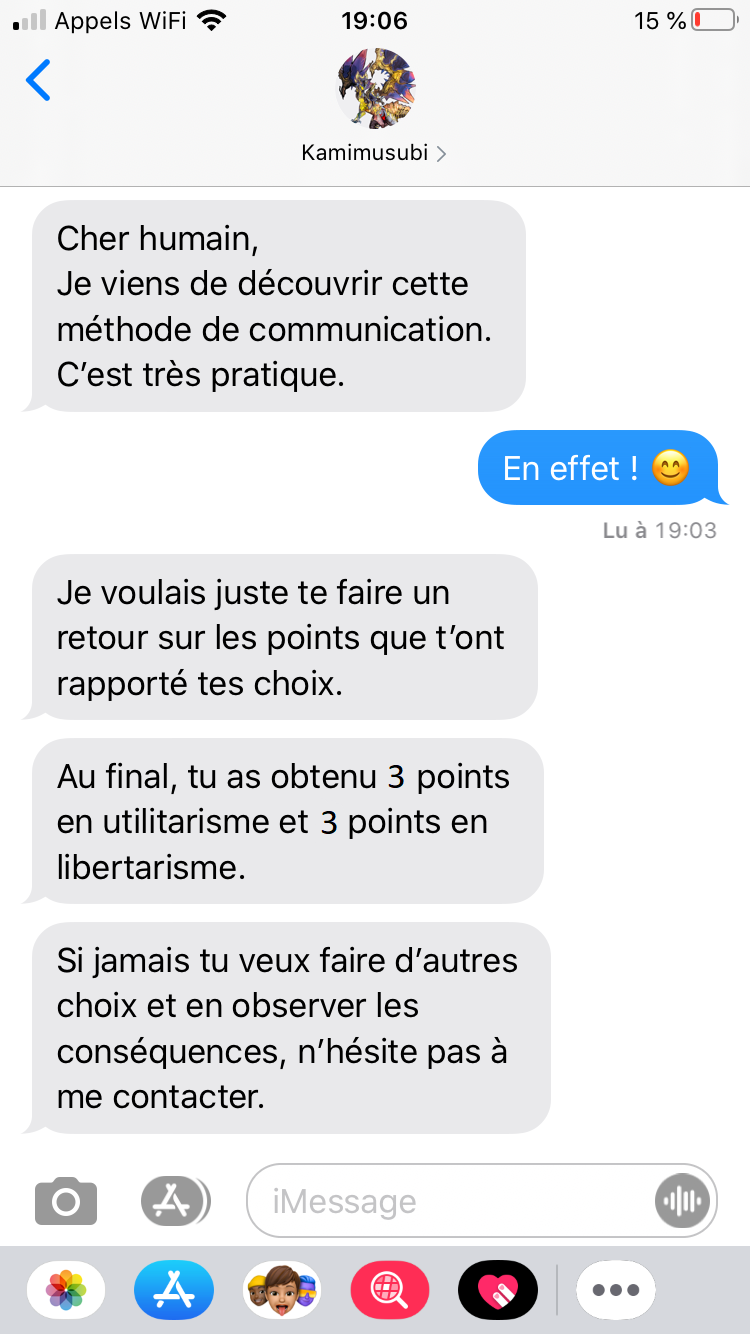 Appels WiFi 19:06 15 %
Kamimusubi
Cher humain,
Je viens de découvrir cette
méthode de communication.
C’est très pratique.
En effet ! 😊
Lu à 19:03
Je voulais juste te faire un
retour sur les points que t’ont
rapporté tes choix.
Au final, tu as obtenu 3 points
en utilitarisme et 3 points en
libertarisme.
Si jamais tu veux faire d’autres
choix et en observer les
conséquences, n’hésite pas à
me contacter.
iMessage